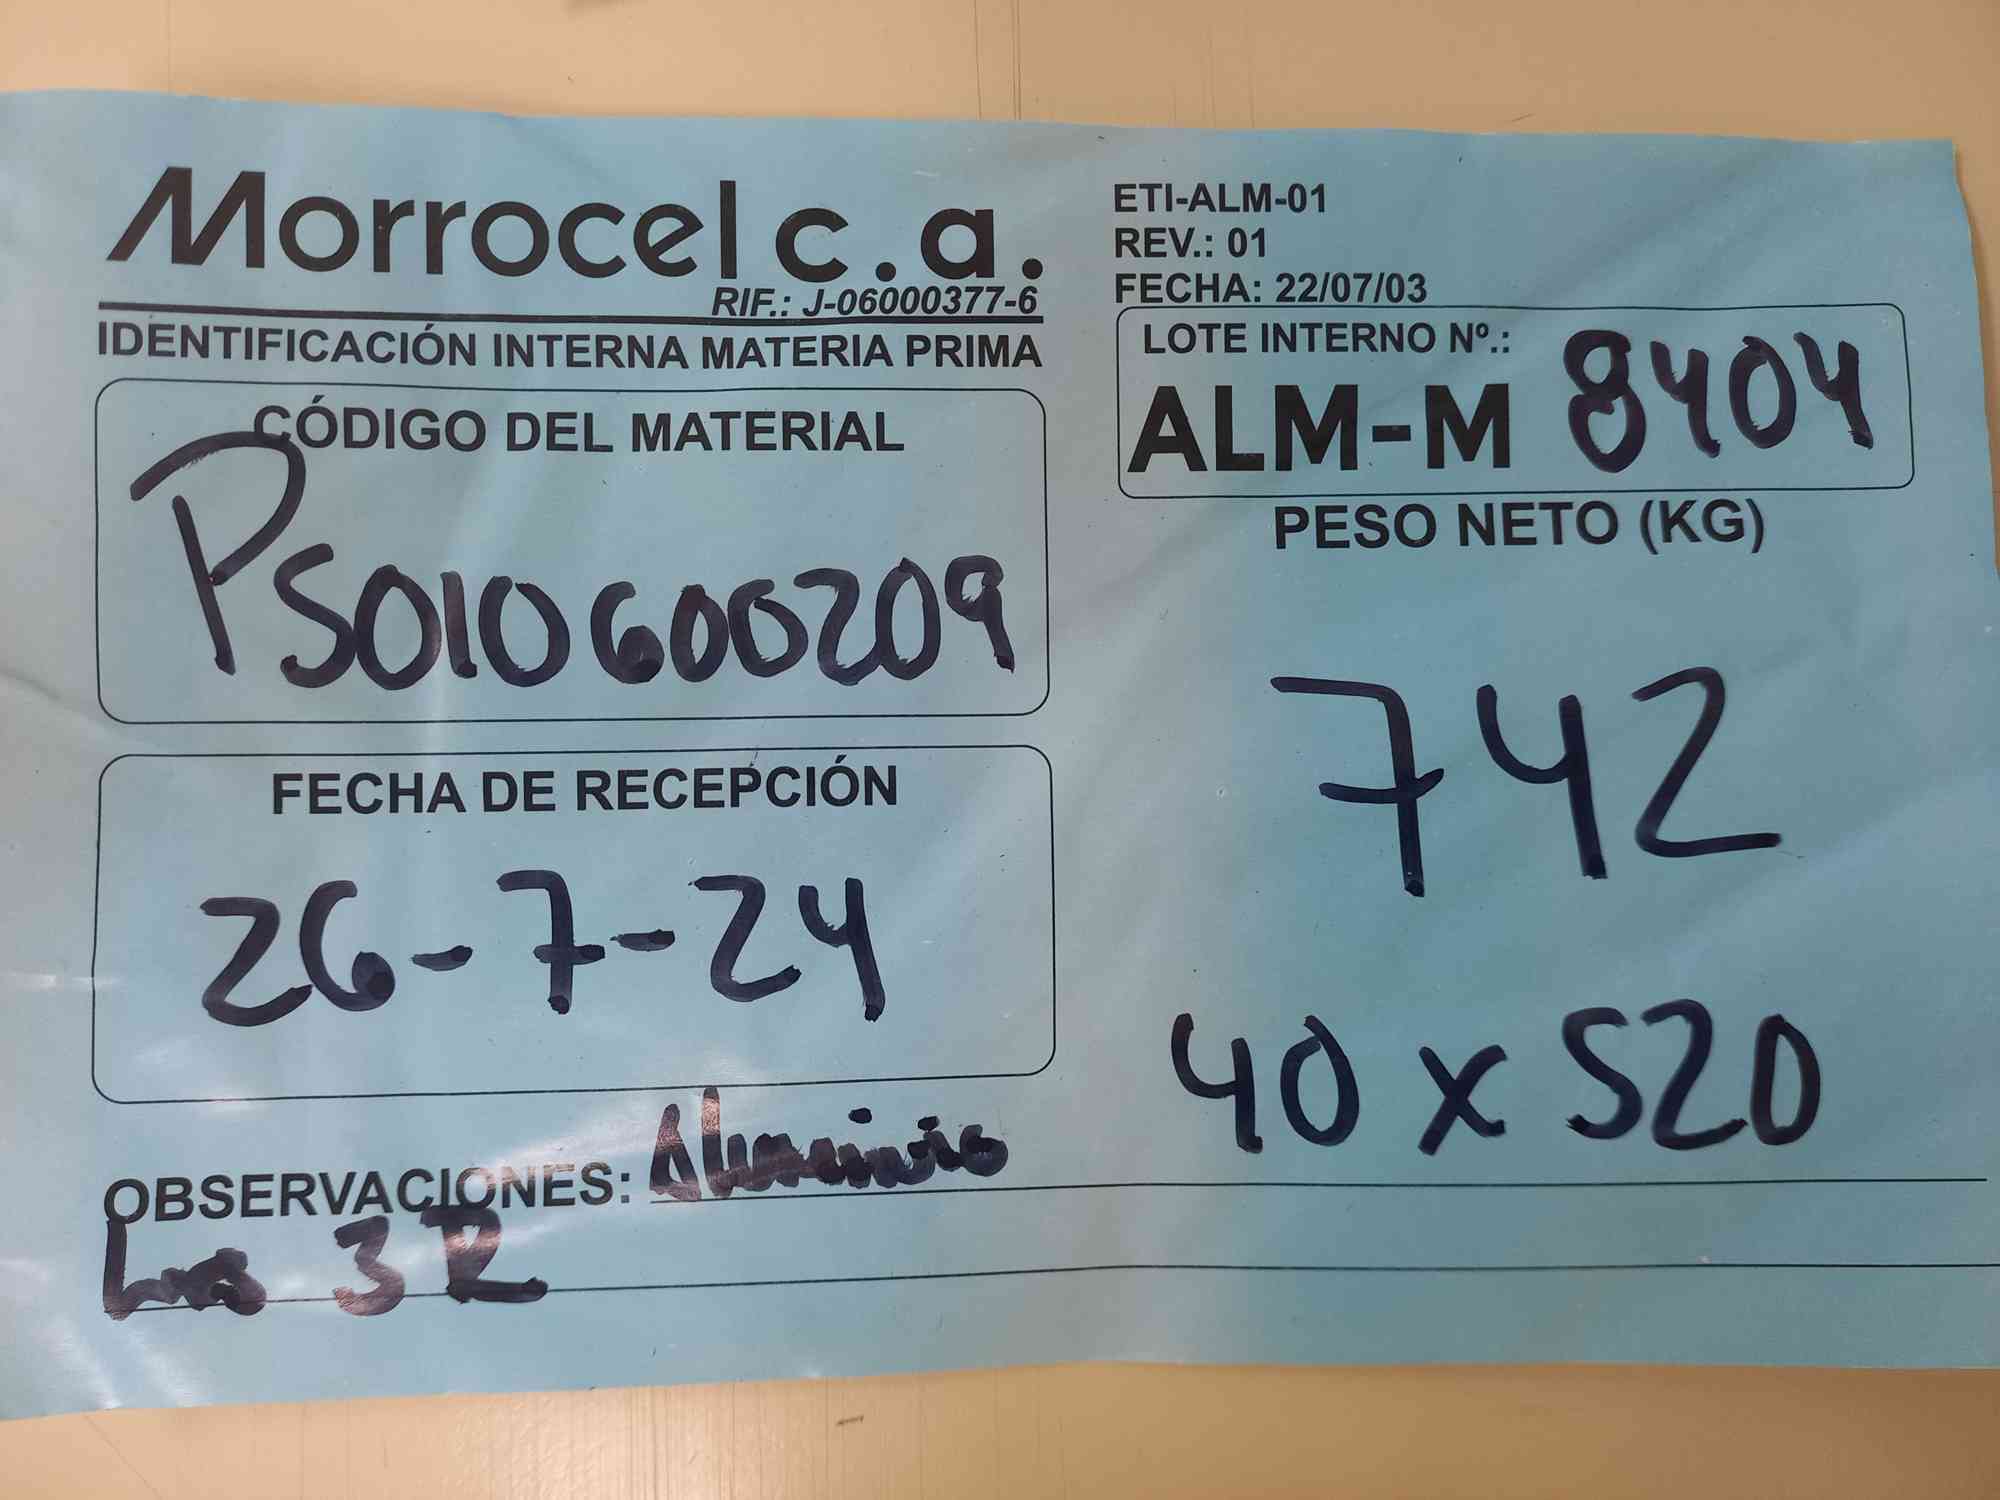 Morrocel c.a.
RIF.: J-06000377-6
IDENTIFICACIÓN INTERNA MATERIA PRIMA
ETI-ALM-01
REV.: 01
FECHA: 22/07/03
LOTE INTERNO Nº.:
ALM-M 8404
CÓDIGO DEL MATERIAL
PS010600209
PESO NETO (KG)
742
FECHA DE RECEPCIÓN
26-7-24
40 x 520
OBSERVACIONES: Aluminio
Las 3 R